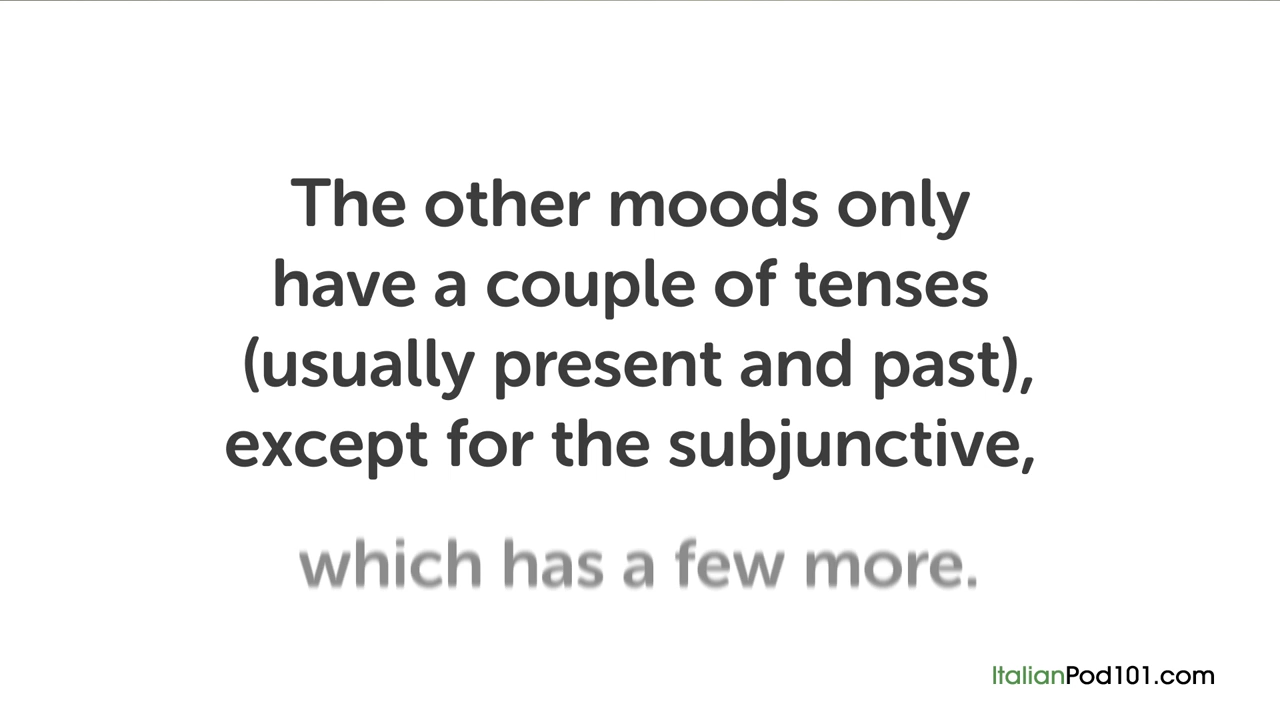 The other moods only
have a couple of tenses
(usually present and past),
except for the subjunctive,
which has a few more.
ItalianPod101.com